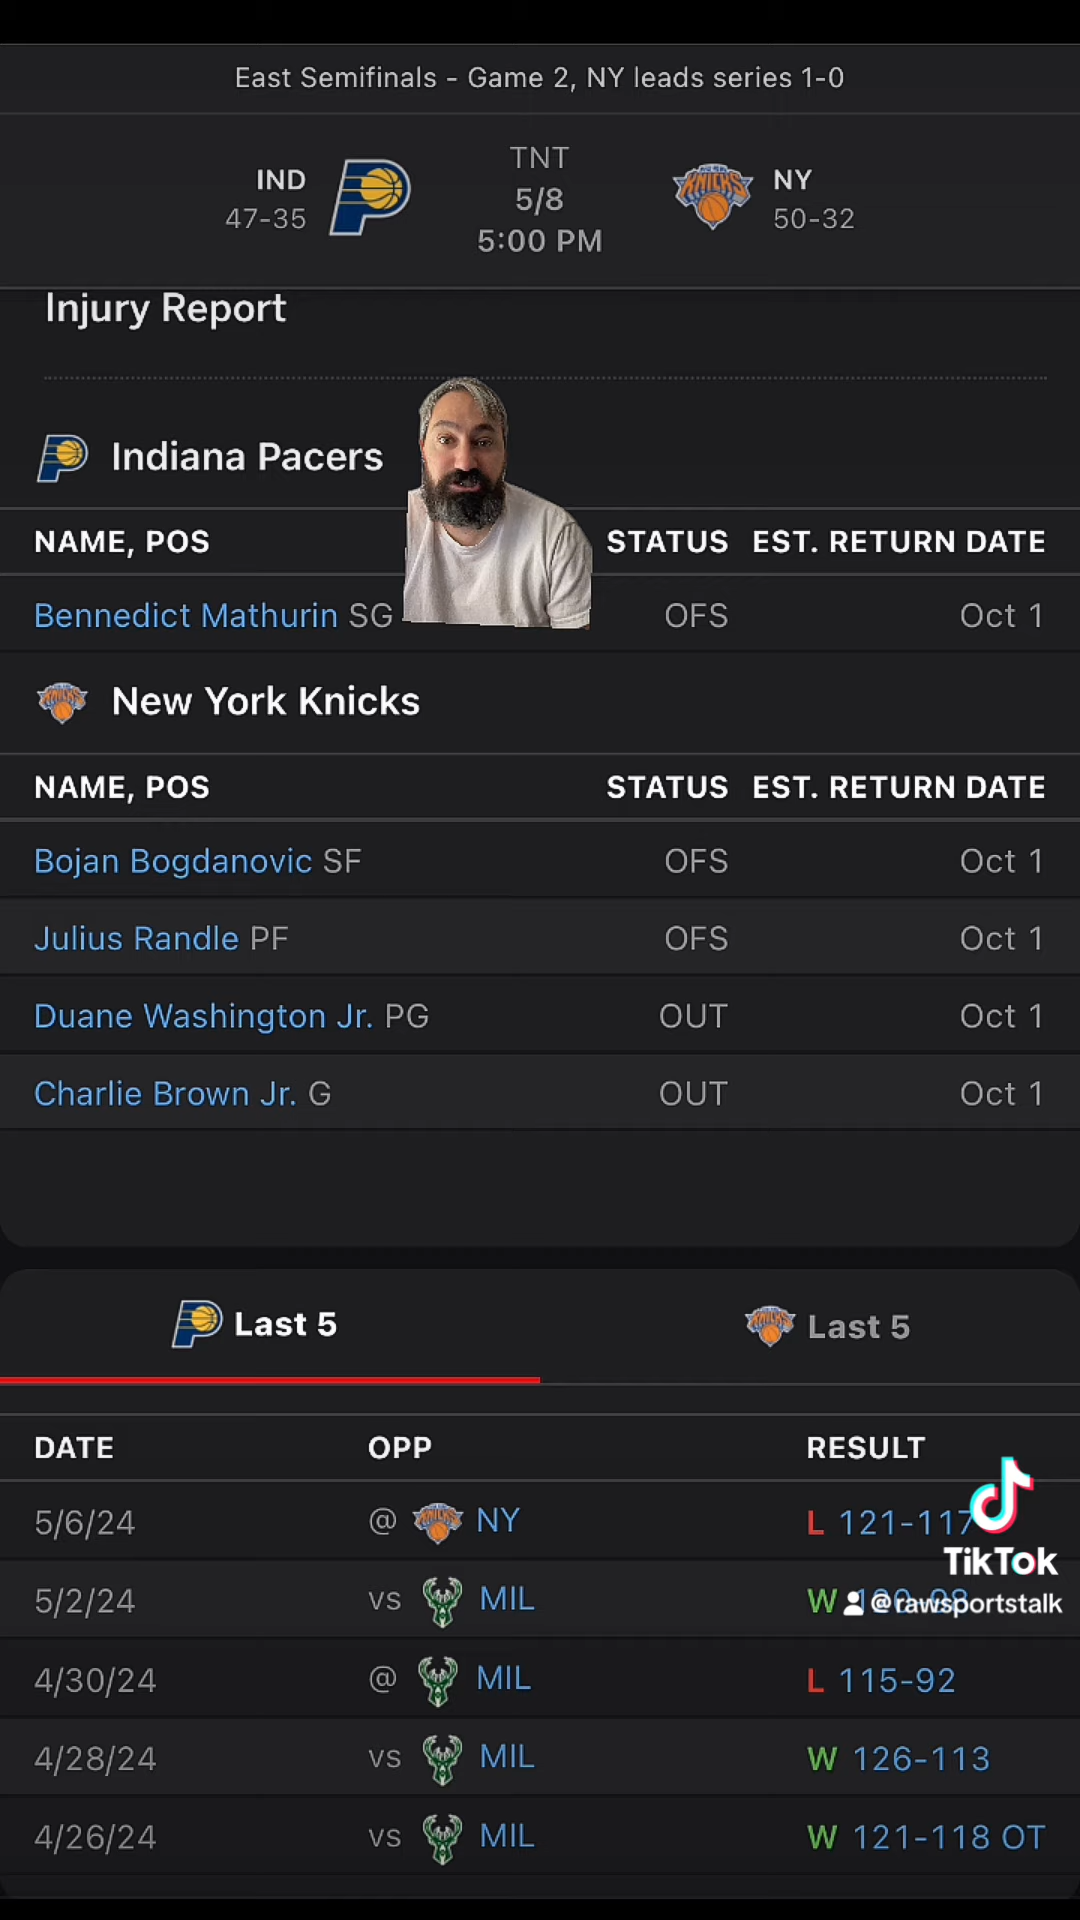 East Semifinals - Game 2, NY leads series 1-0
IND
47-35
TNT
5/8
5:00 PM
KNICKS
NY
50-32
Injury Report
Indiana Pacers
NAME, POS STATUS EST. RETURN DATE
Bennedict Mathurin SG OFS Oct 1
New York Knicks
NAME, POS STATUS EST. RETURN DATE
Bojan Bogdanovic SF OFS Oct 1
Julius Randle PF OFS Oct 1
Duane Washington Jr. PG OUT Oct 1
Charlie Brown Jr. G OUT Oct 1
Last 5 Last 5
DATE OPP RESULT
5/6/24 @ NY L 121-117
5/2/24 vs MIL W
TikTok
@rawsportstalk
4/30/24 @ MIL L 115-92
4/28/24 vs MIL W 126-113
4/26/24 vs MIL W 121-118 OT